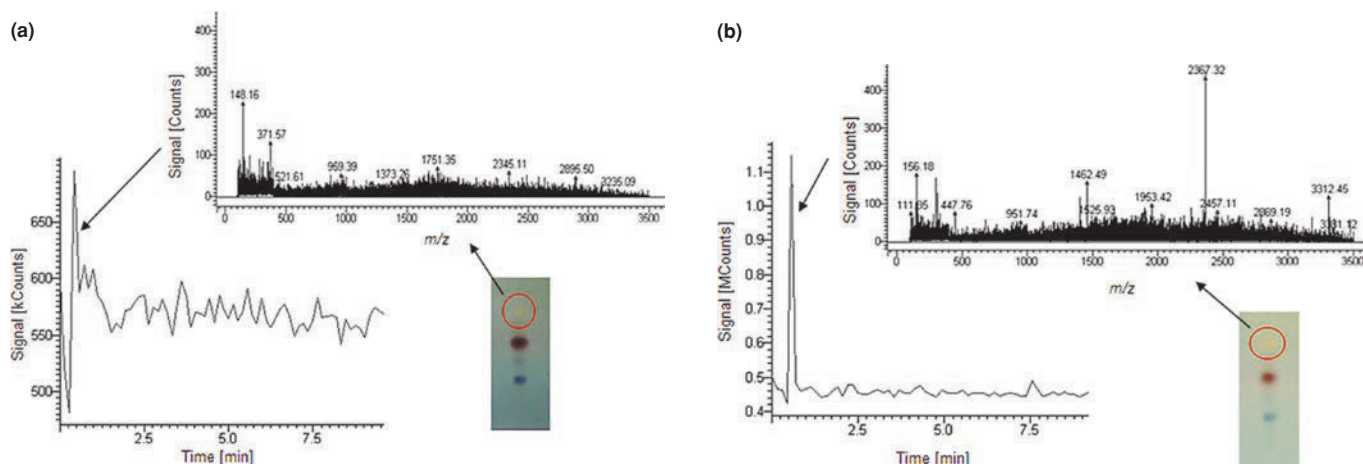 (a)
Signal [Counts]
400
300
200
100
0
148.16
371.57
521.61
959.39
1373.26
1751.35
2345.11
2895.50
3235.09
0 500 1000 1500 2000 2500 3000 3500
m/z
Signal [kCounts]
650
600
550
500
2.5 5.0 7.5
Time [min]
(b)
Signal [Counts]
400
300
200
100
0
2367.32
156.18
447.76
951.74
1462.49
1525.93
1953.42
2457.11
2869.19
3312.45
0 500 1000 1500 2000 2500 3000 3500
m/z
Signal [MCounts]
1.1
1.0
0.9
0.8
0.7
0.6
0.5
0.4
2.5 5.0 7.5
Time [min]